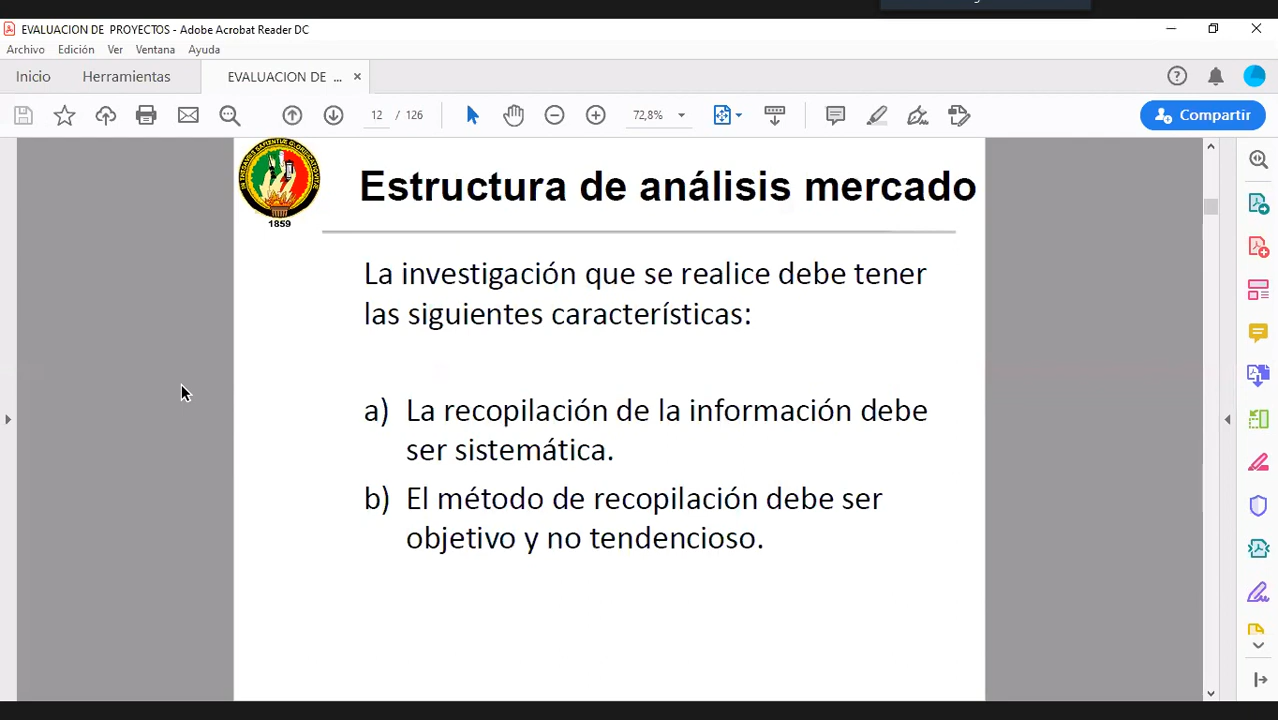 EVALUACION DE PROYECTOS - Adobe Acrobat Reader DC
Archivo Edición Ver Ventana Ayuda
Inicio Herramientas EVALUACION DE ...
12 / 126 72,8% Compartir
Estructura de análisis mercado
1859
La investigación que se realice debe tener
las siguientes características:
a) La recopilación de la información debe
ser sistemática.
b) El método de recopilación debe ser
objetivo y no tendencioso.